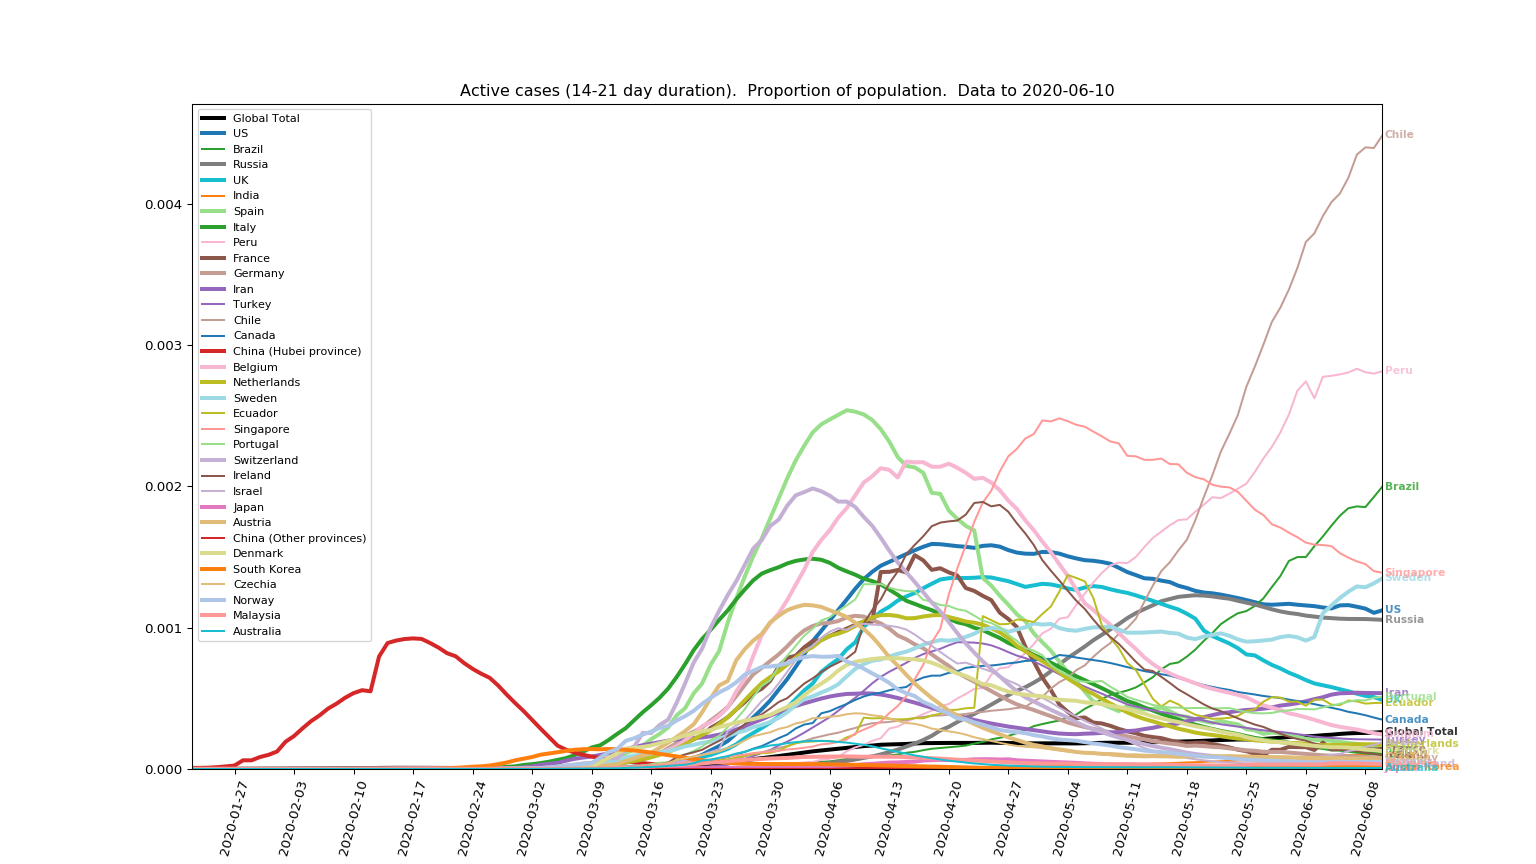 Active cases (14-21 day duration).  Proportion of population.  Data to 2020-06-10
Global Total
US
Brazil
Russia
UK
India
Spain
Italy
Peru
France
Germany
Iran
Turkey
Chile
Canada
China (Hubei province)
Belgium
Netherlands
Sweden
Ecuador
Singapore
Portugal
Switzerland
Ireland
Israel
Japan
Austria
China (Other provinces)
Denmark
South Korea
Czechia
Norway
Malaysia
Australia
0.004
0.003
0.002
0.001
0.000
Chile
Peru
Brazil
Singapore
Sweden
US
Russia
Iran
Portugal
Ecuador
Canada
Global Total
Australia
2020-01-27
2020-02-03
2020-02-10
2020-02-17
2020-02-24
2020-03-02
2020-03-09
2020-03-16
2020-03-23
2020-03-30
2020-04-06
2020-04-13
2020-04-20
2020-04-27
2020-05-04
2020-05-11
2020-05-18
2020-05-25
2020-06-01
2020-06-08